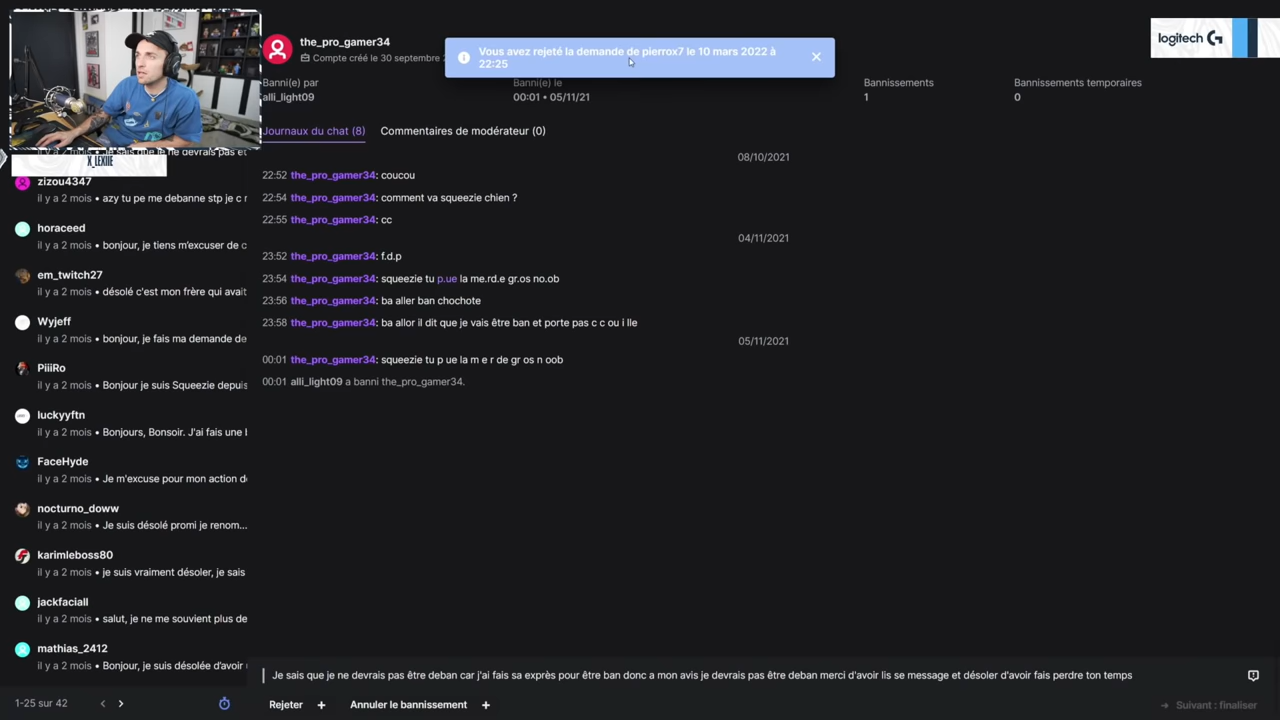 the_pro_gamer34
Compte créé le 30 septembre
Vous avez rejeté la demande de pierrox7 le 10 mars 2022 à
22:25
logitech G
Banni(e) par
alli_light09
Banni(e) le
00:01 • 05/11/21
Bannissements
1
Bannissements temporaires
0
Journaux du chat (8)
Commentaires de modérateur (0)
X_LEXIIE
08/10/2021
22:52 the_pro_gamer34: coucou
22:54 the_pro_gamer34: comment va squeezie chien ?
22:55 the_pro_gamer34: cc
04/11/2021
23:52 the_pro_gamer34: f.d.p
23:54 the_pro_gamer34: squeezie tu p.ue la me.rd.e gr.os no.ob
23:56 the_pro_gamer34: ba aller ban chochote
23:58 the_pro_gamer34: ba allor il dit que je vais être ban et porte pas c c ou i lle
05/11/2021
00:01 the_pro_gamer34: squeezie tu p ue la m e r de gr os n oob
00:01 alli_light09 a banni the_pro_gamer34.
il y a 2 mois • Je sais que je ne devrais pas et
zizou4347
il y a 2 mois • azy tu pe me debanne stp je c r
horaceed
il y a 2 mois • bonjour, je tiens m'excuser de c
em_twitch27
il y a 2 mois • désolé c'est mon frère qui avait
Wyjeff
il y a 2 mois • bonjour, je fais ma demande de
PiiiRo
il y a 2 mois • Bonjour je suis Squeezie depuis
luckyyftn
il y a 2 mois • Bonjours, Bonsoir. J'ai fais une b
FaceHyde
il y a 2 mois • Je m'excuse pour mon action de
nocturno_doww
il y a 2 mois • Je suis désolé promi je renom...
karimleboss80
il y a 2 mois • je suis vraiment désoler, je sais
jackfaciall
il y a 2 mois • salut, je ne me souvient plus de
mathias_2412
il y a 2 mois • Bonjour, je suis désolée d'avoir
Je sais que je ne devrais pas être deban car j'ai fais sa exprès pour être ban donc a mon avis je devrais pas être deban merci d'avoir lis se message et désoler d'avoir fais perdre ton temps
1-25 sur 42
Rejeter +
Annuler le bannissement +
Suivant : finaliser